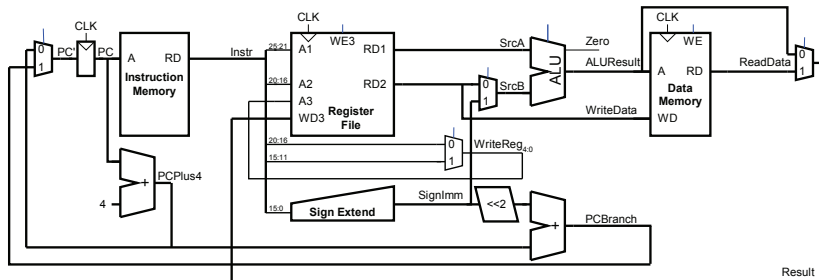 CLK
CLK
CLK
WE3
WE
0
1
PC'
PC
A
RD
Instruction
Memory
Instr
25:21
A1
RD1
SrcA
Zero
20:16
A2
RD2
0
1
SrcB
ALU
ALUResult
A
RD
Data
Memory
WD
ReadData
0
1
A3
WD3
Register
File
WriteData
20:16
0
15:11
1
WriteReg4:0
PCPlus4
+
4
15:0
Sign Extend
SignImm
<<2
+
PCBranch
Result